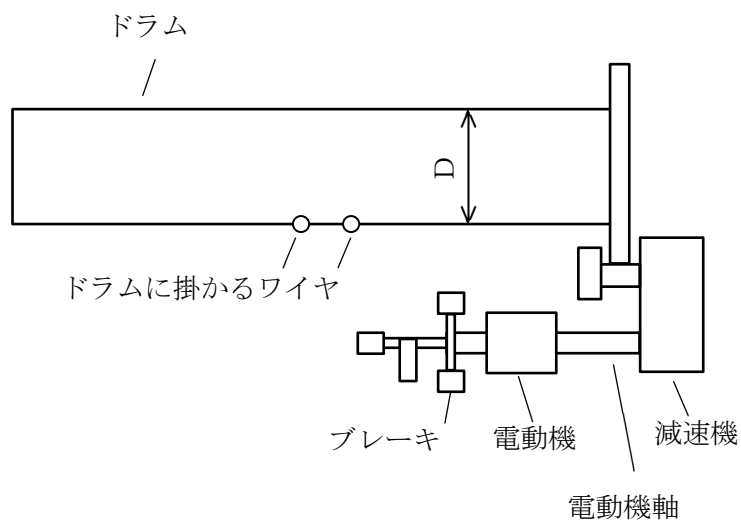 ドラム
D
ドラムに掛かるワイヤ
ブレーキ
電動機
減速機
電動機軸